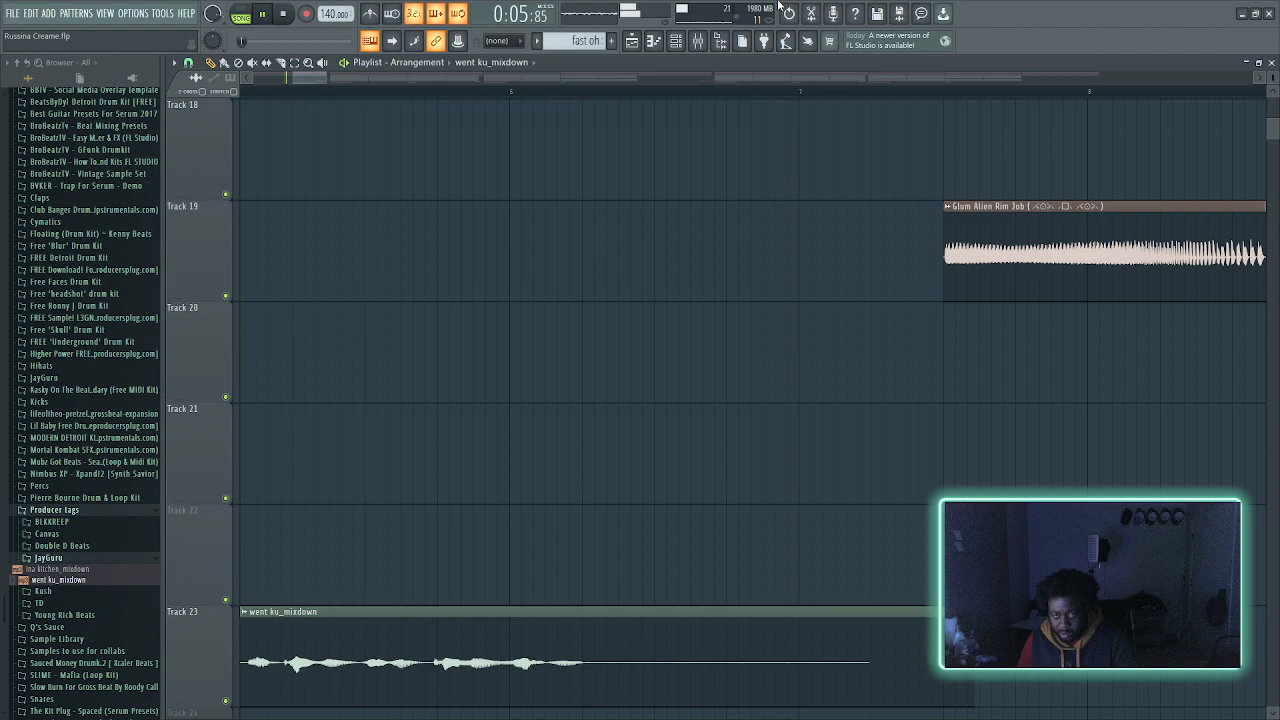 FILE EDIT ADD PATTERNS VIEW OPTIONS TOOLS HELP
SONG
140.000
0:05:85
M:S:CS
21
1980 MB
11
Russina Creame.flp
(none)
fast oh
Today A newer version of
FL Studio is available!
Browser - All
Playlist - Arrangement
went ku_mixdown
Z-CROSS
STRETCH
6
7
8
BBIV - Social Media Overlay Template
BeatsByDyl Detroit Drum Kit [FREE]
Best Guitar Presets For Serum 2017
BroBeatzTv - Beat Mixing Presets
BroBeatzTv - Easy M..er & FX (FL Studio)
BroBeatzTv - GFunk Drumkit
BroBeatzTv - How To..nd Kits FL STUDIO
BroBeatzTv - Vintage Sample Set
BVKER - Trap For Serum - Demo
Claps
Club Banger Drum..ipstrumentals.com)
Cymatics
Floating (Drum Kit) - Kenny Beats
Free 'Blur' Drum Kit
FREE Detroit Drum Kit
FREE Download! Fo..roducersplug.com]
Free Faces Drum Kit
Free 'headshot' drum kit
Free Ronny J Drum Kit
FREE Sample! L3GN..roducersplug.com]
Free 'Skull' Drum Kit
FREE 'Underground' Drum Kit
Higher Power FREE..producersplug.com]
Hihats
JayGuru
Kasky On The Beat..dary (Free MIDI Kit)
Kicks
lifeoftheo-pretzel..grossbeat-expansion
Lil Baby Free Dru..producersplug.com]
MODERN DETROIT KI..pstrumentals.com)
Mortal Kombat SFX..pstrumentals.com)
Mubz Got Beats - Sea..(Loop & Midi Kit)
Nimbus XP - Xpand!2 [Synth Savior]
Percs
Pierre Bourne Drum & Loop Kit
Producer tags
BLKKREEP
Canvas
Double D Beats
JayGuru
ina kitchen_mixdown
went ku_mixdown
Kush
TD
Young Rich Beats
Q's Sauce
Sample Library
Samples to use for collabs
Sauced Money Drumk..2 [ Xcaler Beats ]
SLIME - Mafia (Loop Kit)
Slow Burn For Gross Beat By Roody Call
Snares
The Kit Plug - Spaced (Serum Presets)
Track 18
Track 19
Glum Alien Rim Job
Track 20
Track 21
Track 22
Track 23
went ku_mixdown
Track 24